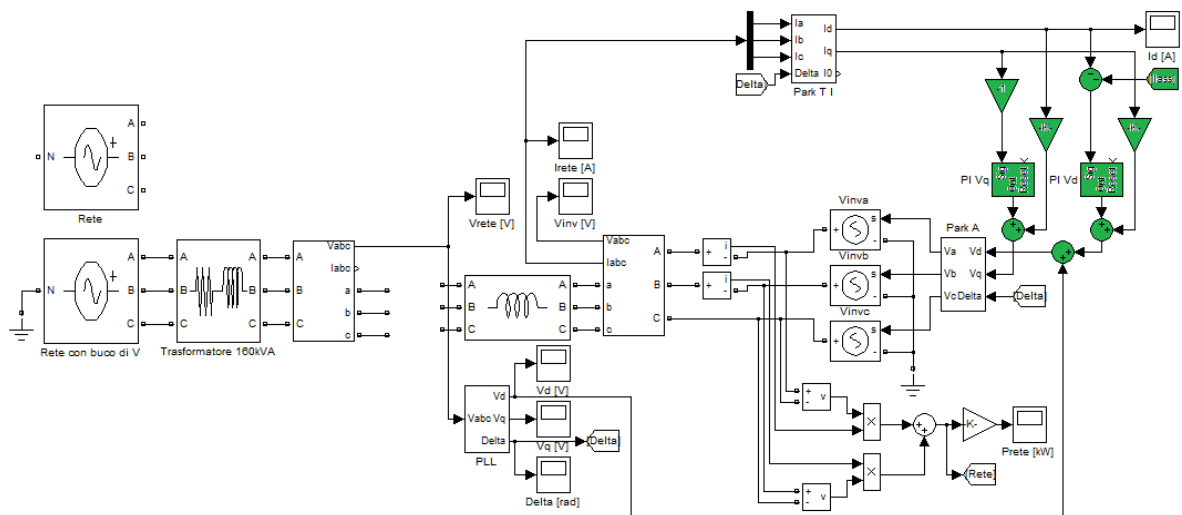 Ia
Ib
Ic
Delta
Id
Iq
I0
Park T I
[Delta]
Id [A]
-1
-K-
-K-
PI Vq
PI Vd
N
A
B
C
Rete
N
A
B
C
Rete con buco di V
A
B
C
A
B
C
Trasformatore 160kVA
A
B
C
Vabc
Iabc
a
b
c
Vrete [V]
Irete [A]
Vinv [V]
A
B
C
A
B
C
Vabc
Iabc
a
b
c
A
B
C
i
i
Vinva
s
Vinvb
s
Vinvc
s
Park A
Va
Vb
Vc
Vd
Vq
Delta
[Delta]
Vabc
Vd
Vq
Delta
PLL
Vd [V]
Vq [V]
[Delta]
Delta [rad]
v
v
×
×
-K-
Prete [kW]
[Rete]